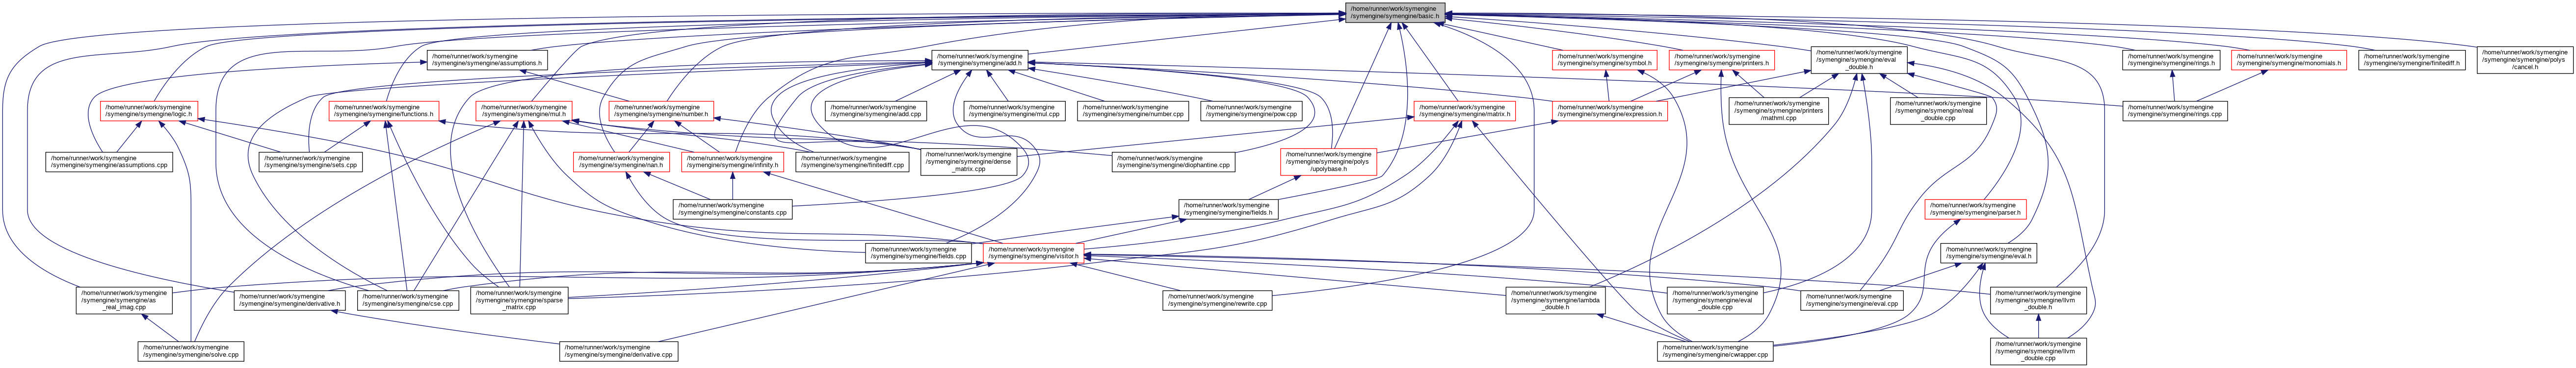 /home/runner/work/symengine
/symengine/symengine/basic.h
/home/runner/work/symengine
/symengine/symengine/assumptions.h
/home/runner/work/symengine
/symengine/symengine/add.h
/home/runner/work/symengine
/symengine/symengine/symbol.h
/home/runner/work/symengine
/symengine/symengine/printers.h
/home/runner/work/symengine
/symengine/symengine/eval
_double.h
/home/runner/work/symengine
/symengine/symengine/rings.h
/home/runner/work/symengine
/symengine/symengine/monomials.h
/home/runner/work/symengine
/symengine/symengine/finitediff.h
/home/runner/work/symengine
/symengine/symengine/polys
/cancel.h
/home/runner/work/symengine
/symengine/symengine/logic.h
/home/runner/work/symengine
/symengine/symengine/functions.h
/home/runner/work/symengine
/symengine/symengine/mul.h
/home/runner/work/symengine
/symengine/symengine/number.h
/home/runner/work/symengine
/symengine/symengine/add.cpp
/home/runner/work/symengine
/symengine/symengine/mul.cpp
/home/runner/work/symengine
/symengine/symengine/number.cpp
/home/runner/work/symengine
/symengine/symengine/pow.cpp
/home/runner/work/symengine
/symengine/symengine/matrix.h
/home/runner/work/symengine
/symengine/symengine/expression.h
/home/runner/work/symengine
/symengine/symengine/printers
/mathml.cpp
/home/runner/work/symengine
/symengine/symengine/real
_double.cpp
/home/runner/work/symengine
/symengine/symengine/rings.cpp
/home/runner/work/symengine
/symengine/symengine/assumptions.cpp
/home/runner/work/symengine
/symengine/symengine/sets.cpp
/home/runner/work/symengine
/symengine/symengine/nan.h
/home/runner/work/symengine
/symengine/symengine/infinity.h
/home/runner/work/symengine
/symengine/symengine/finitediff.cpp
/home/runner/work/symengine
/symengine/symengine/dense
_matrix.cpp
/home/runner/work/symengine
/symengine/symengine/diophantine.cpp
/home/runner/work/symengine
/symengine/symengine/polys
/upolybase.h
/home/runner/work/symengine
/symengine/symengine/constants.cpp
/home/runner/work/symengine
/symengine/symengine/fields.h
/home/runner/work/symengine
/symengine/symengine/parser.h
/home/runner/work/symengine
/symengine/symengine/fields.cpp
/home/runner/work/symengine
/symengine/symengine/visitor.h
/home/runner/work/symengine
/symengine/symengine/eval.h
/home/runner/work/symengine
/symengine/symengine/as
_real_imag.cpp
/home/runner/work/symengine
/symengine/symengine/derivative.h
/home/runner/work/symengine
/symengine/symengine/cse.cpp
/home/runner/work/symengine
/symengine/symengine/sparse
_matrix.cpp
/home/runner/work/symengine
/symengine/symengine/rewrite.cpp
/home/runner/work/symengine
/symengine/symengine/lambda
_double.h
/home/runner/work/symengine
/symengine/symengine/eval
_double.cpp
/home/runner/work/symengine
/symengine/symengine/eval.cpp
/home/runner/work/symengine
/symengine/symengine/llvm
_double.h
/home/runner/work/symengine
/symengine/symengine/solve.cpp
/home/runner/work/symengine
/symengine/symengine/derivative.cpp
/home/runner/work/symengine
/symengine/symengine/cwrapper.cpp
/home/runner/work/symengine
/symengine/symengine/llvm
_double.cpp